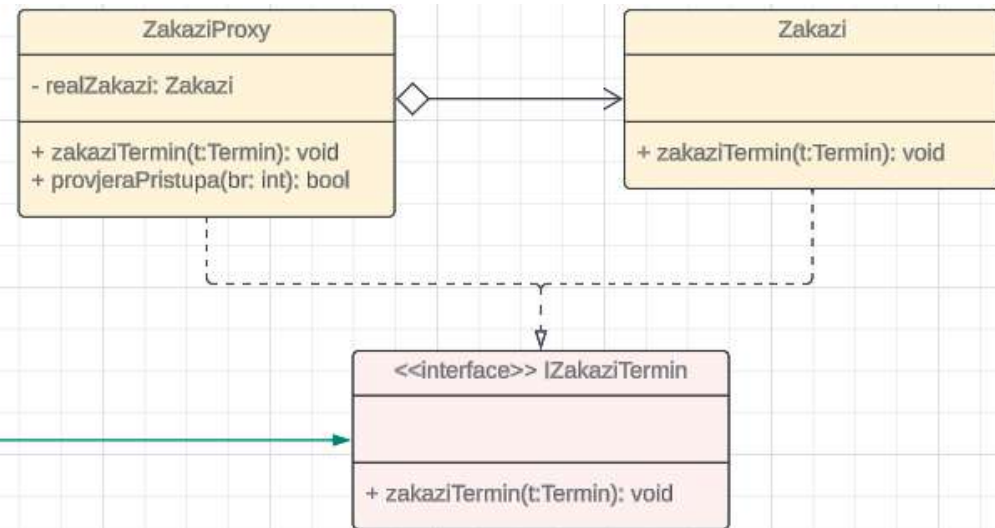 ZakaziProxy
- realZakazi: Zakazi
+ zakaziTermin(t:Termin): void
+ provjeraPristupa(br: int): bool
Zakazi
+ zakaziTermin(t:Termin): void
<<interface>> IZakaziTermin
+ zakaziTermin(t:Termin): void